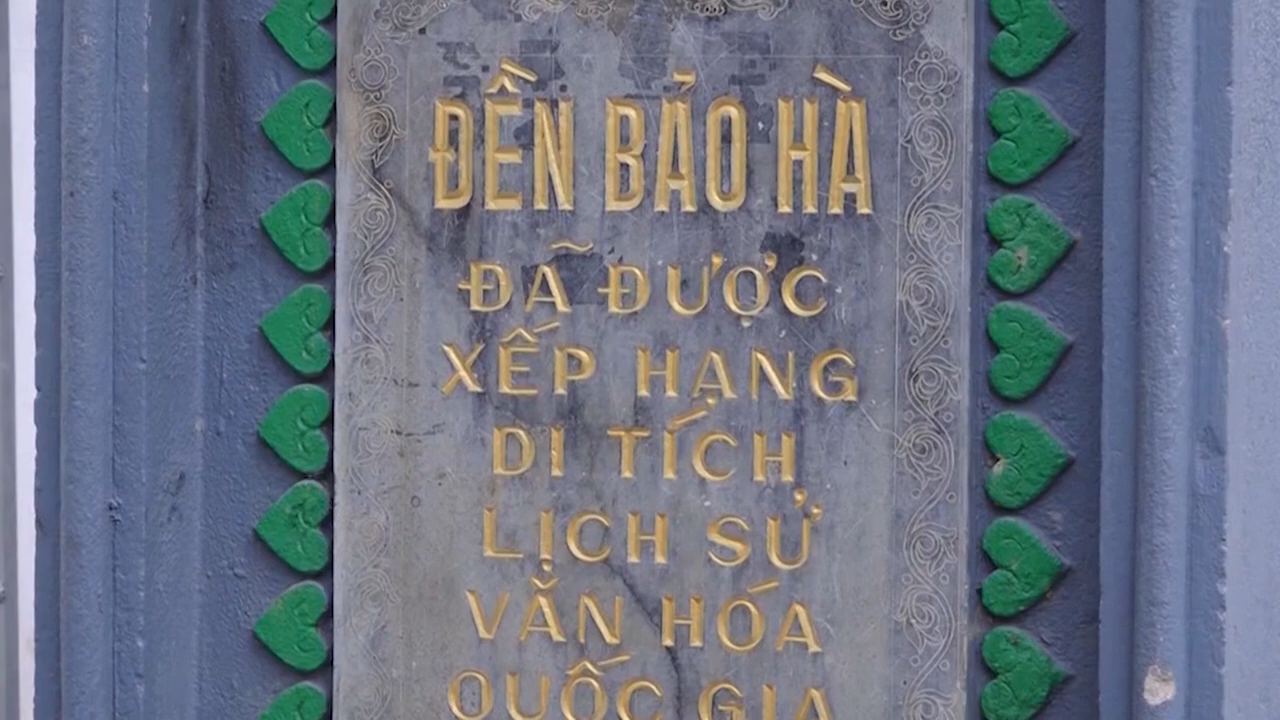 ĐỀN BẢO HÀ
ĐÃ ĐƯỢC
XẾP HẠNG
DI TÍCH
LỊCH SỬ
VĂN HÓA
QUỐC GIA